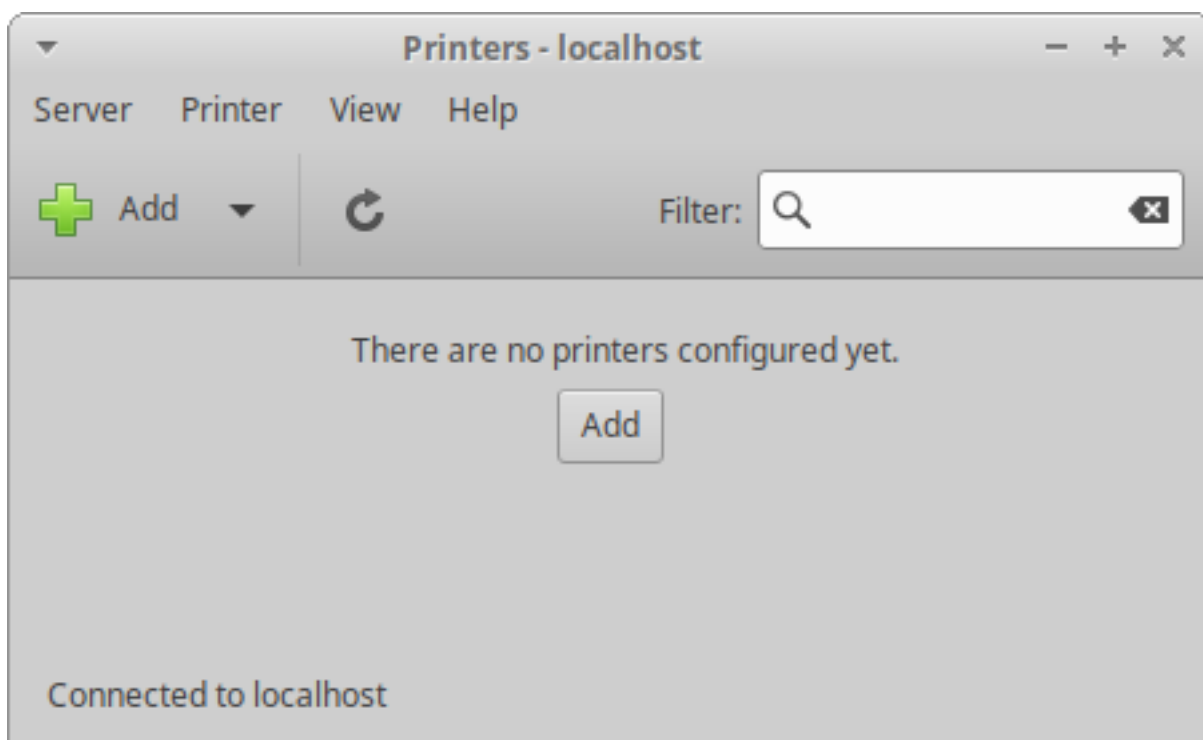 Printers - localhost
Server Printer View Help
Add Filter:
There are no printers configured yet.
Add
Connected to localhost